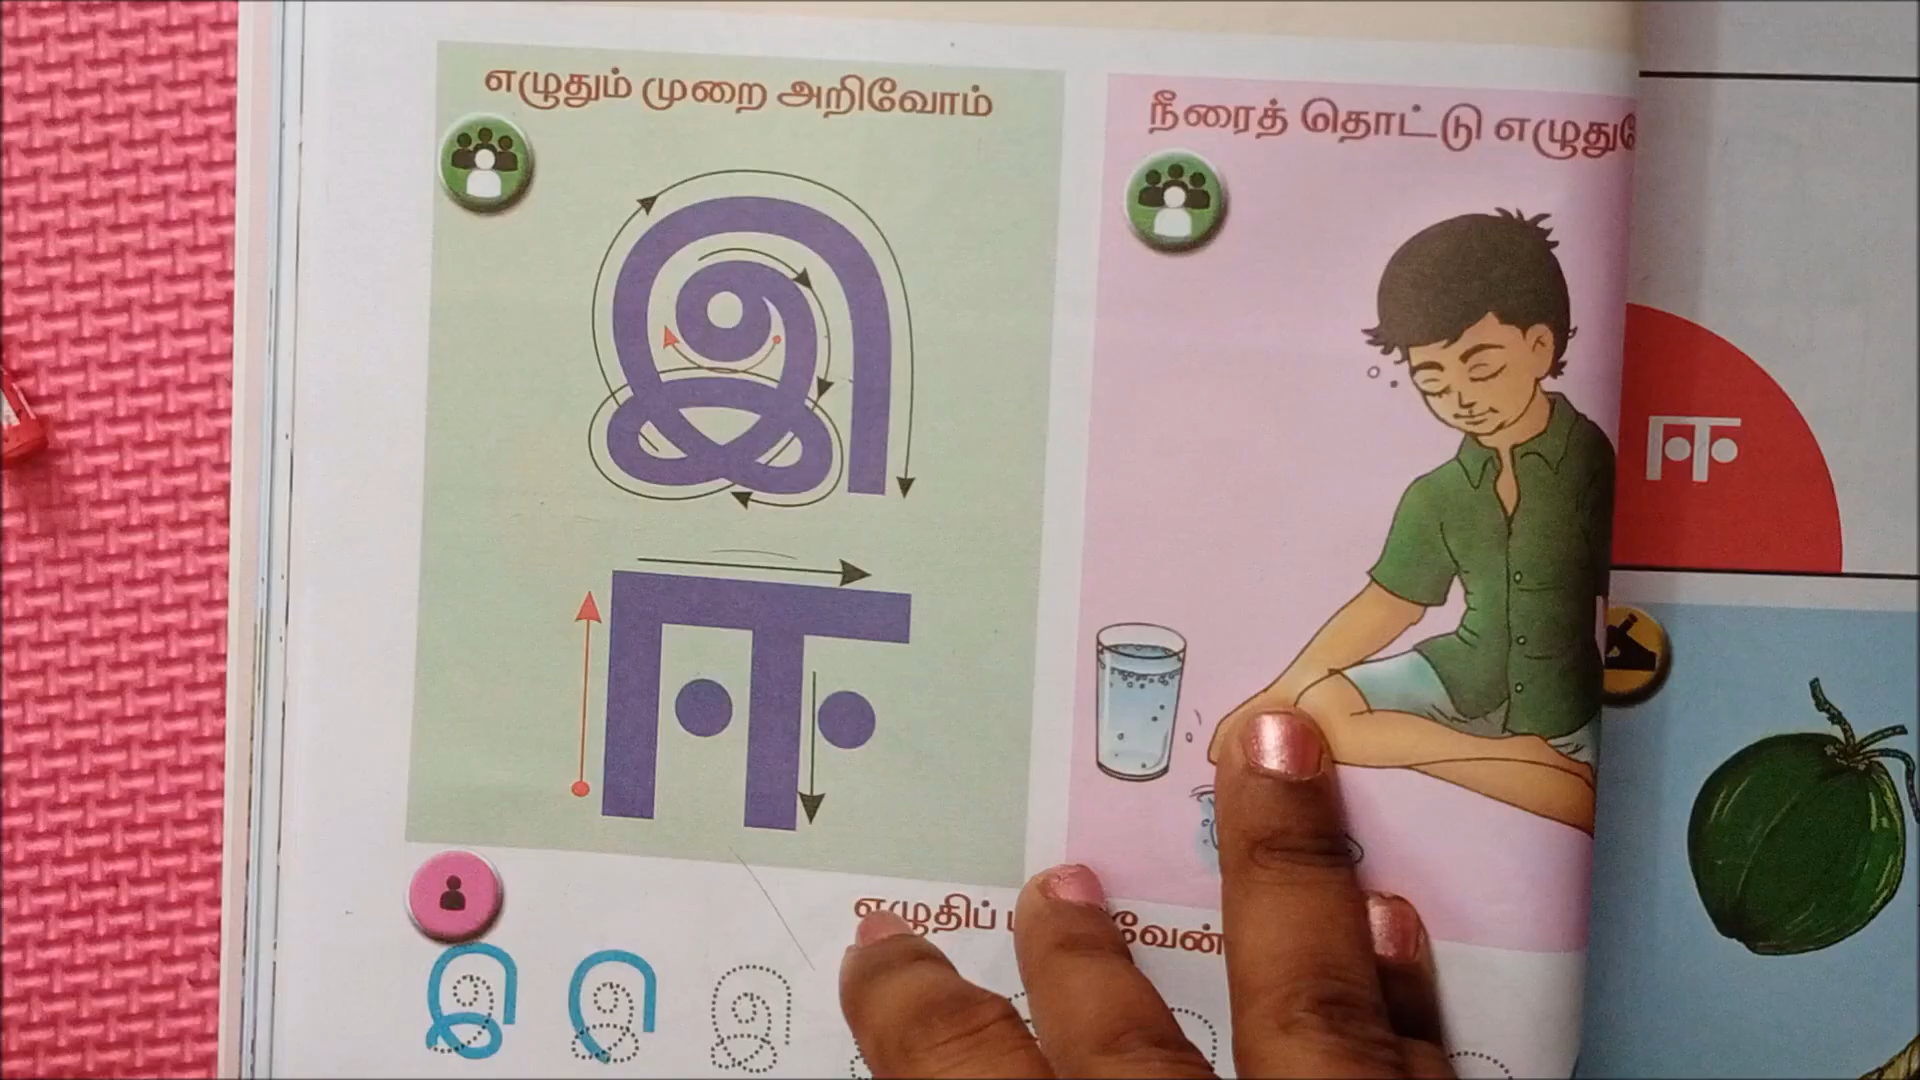 எழுதும் முறை அறிவோம்
இ
ஈ
நீரைத் தொட்டு
ஈ
எழுதிப்
இ இ இ